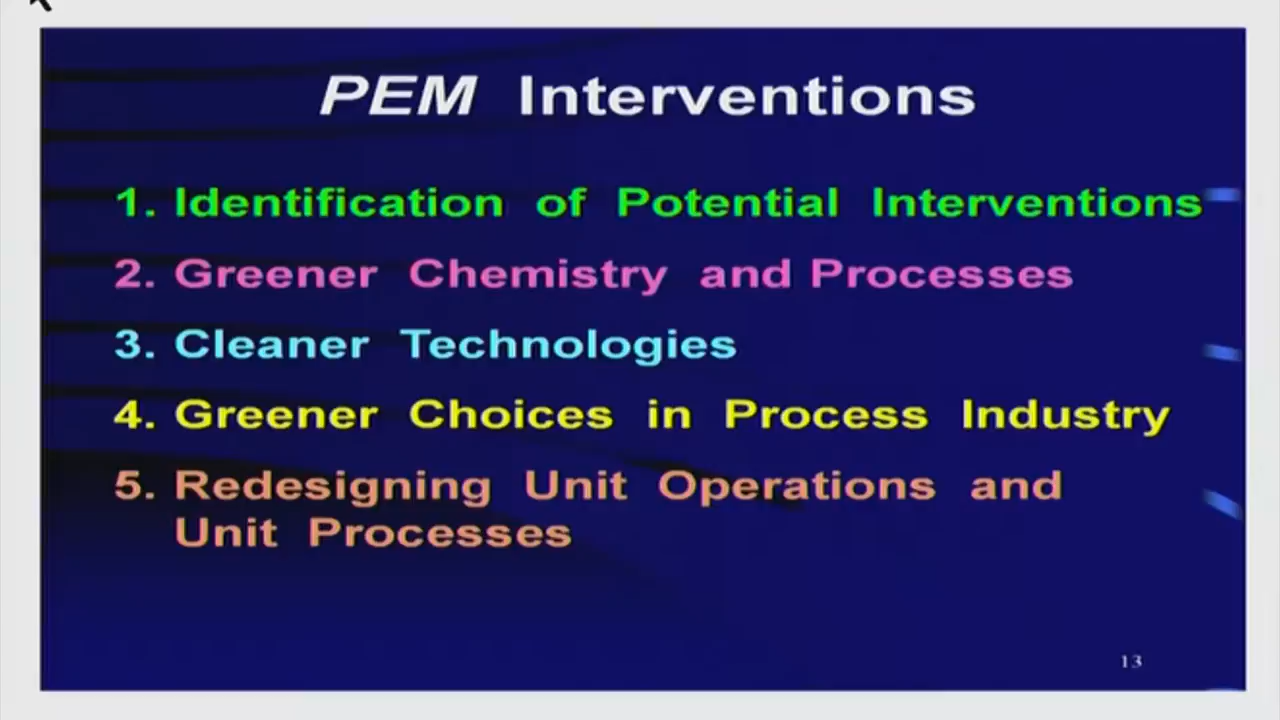 PEM Interventions
1. Identification of Potential Interventions
2. Greener Chemistry and Processes
3. Cleaner Technologies
4. Greener Choices in Process Industry
5. Redesigning Unit Operations and
Unit Processes
13